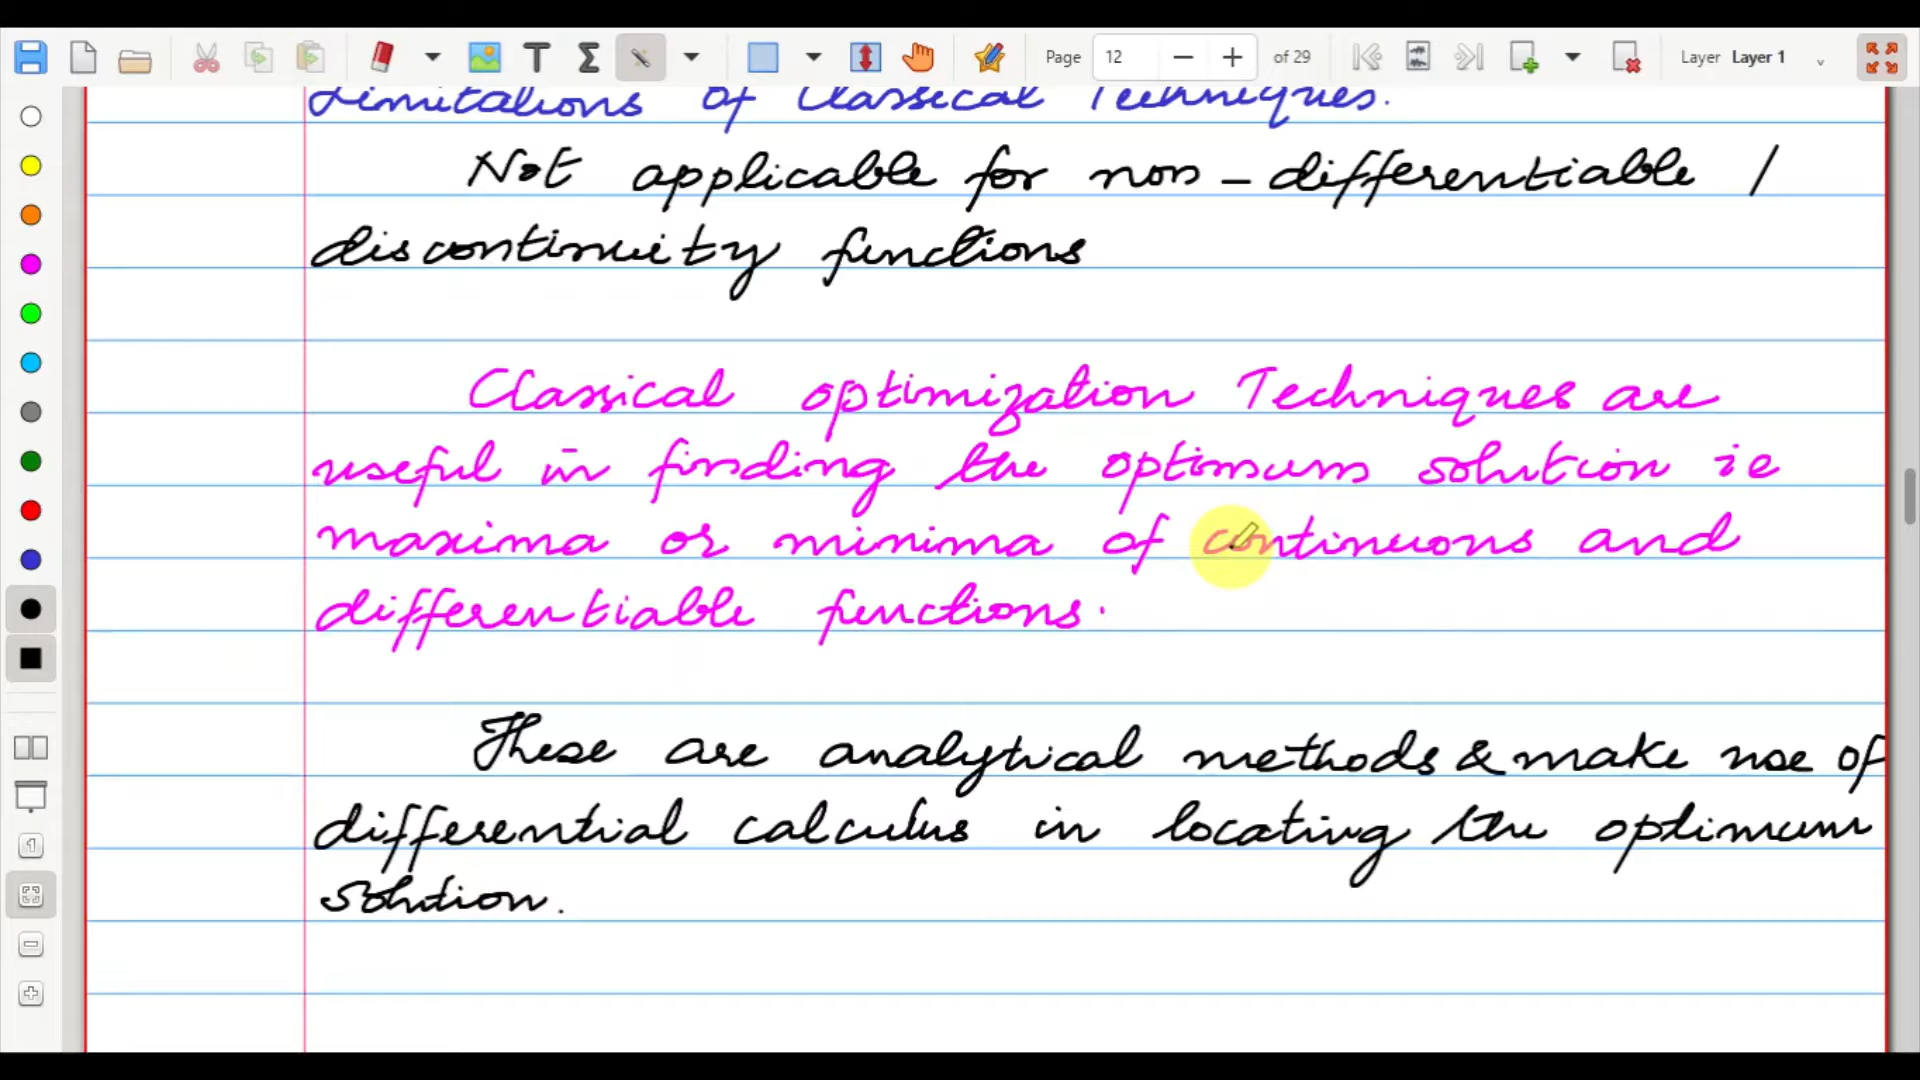 Page 12 of 29 Layer Layer 1
Limitations of Classical Techniques.
Not applicable for non-differentiable /
discontinuity functions
Classical optimization Techniques are
useful in finding the optimum solution ie
maxima or minima of continuous and
differentiable functions.
These are analytical methods & make use of
differential calculus in locating the optimum
solution.